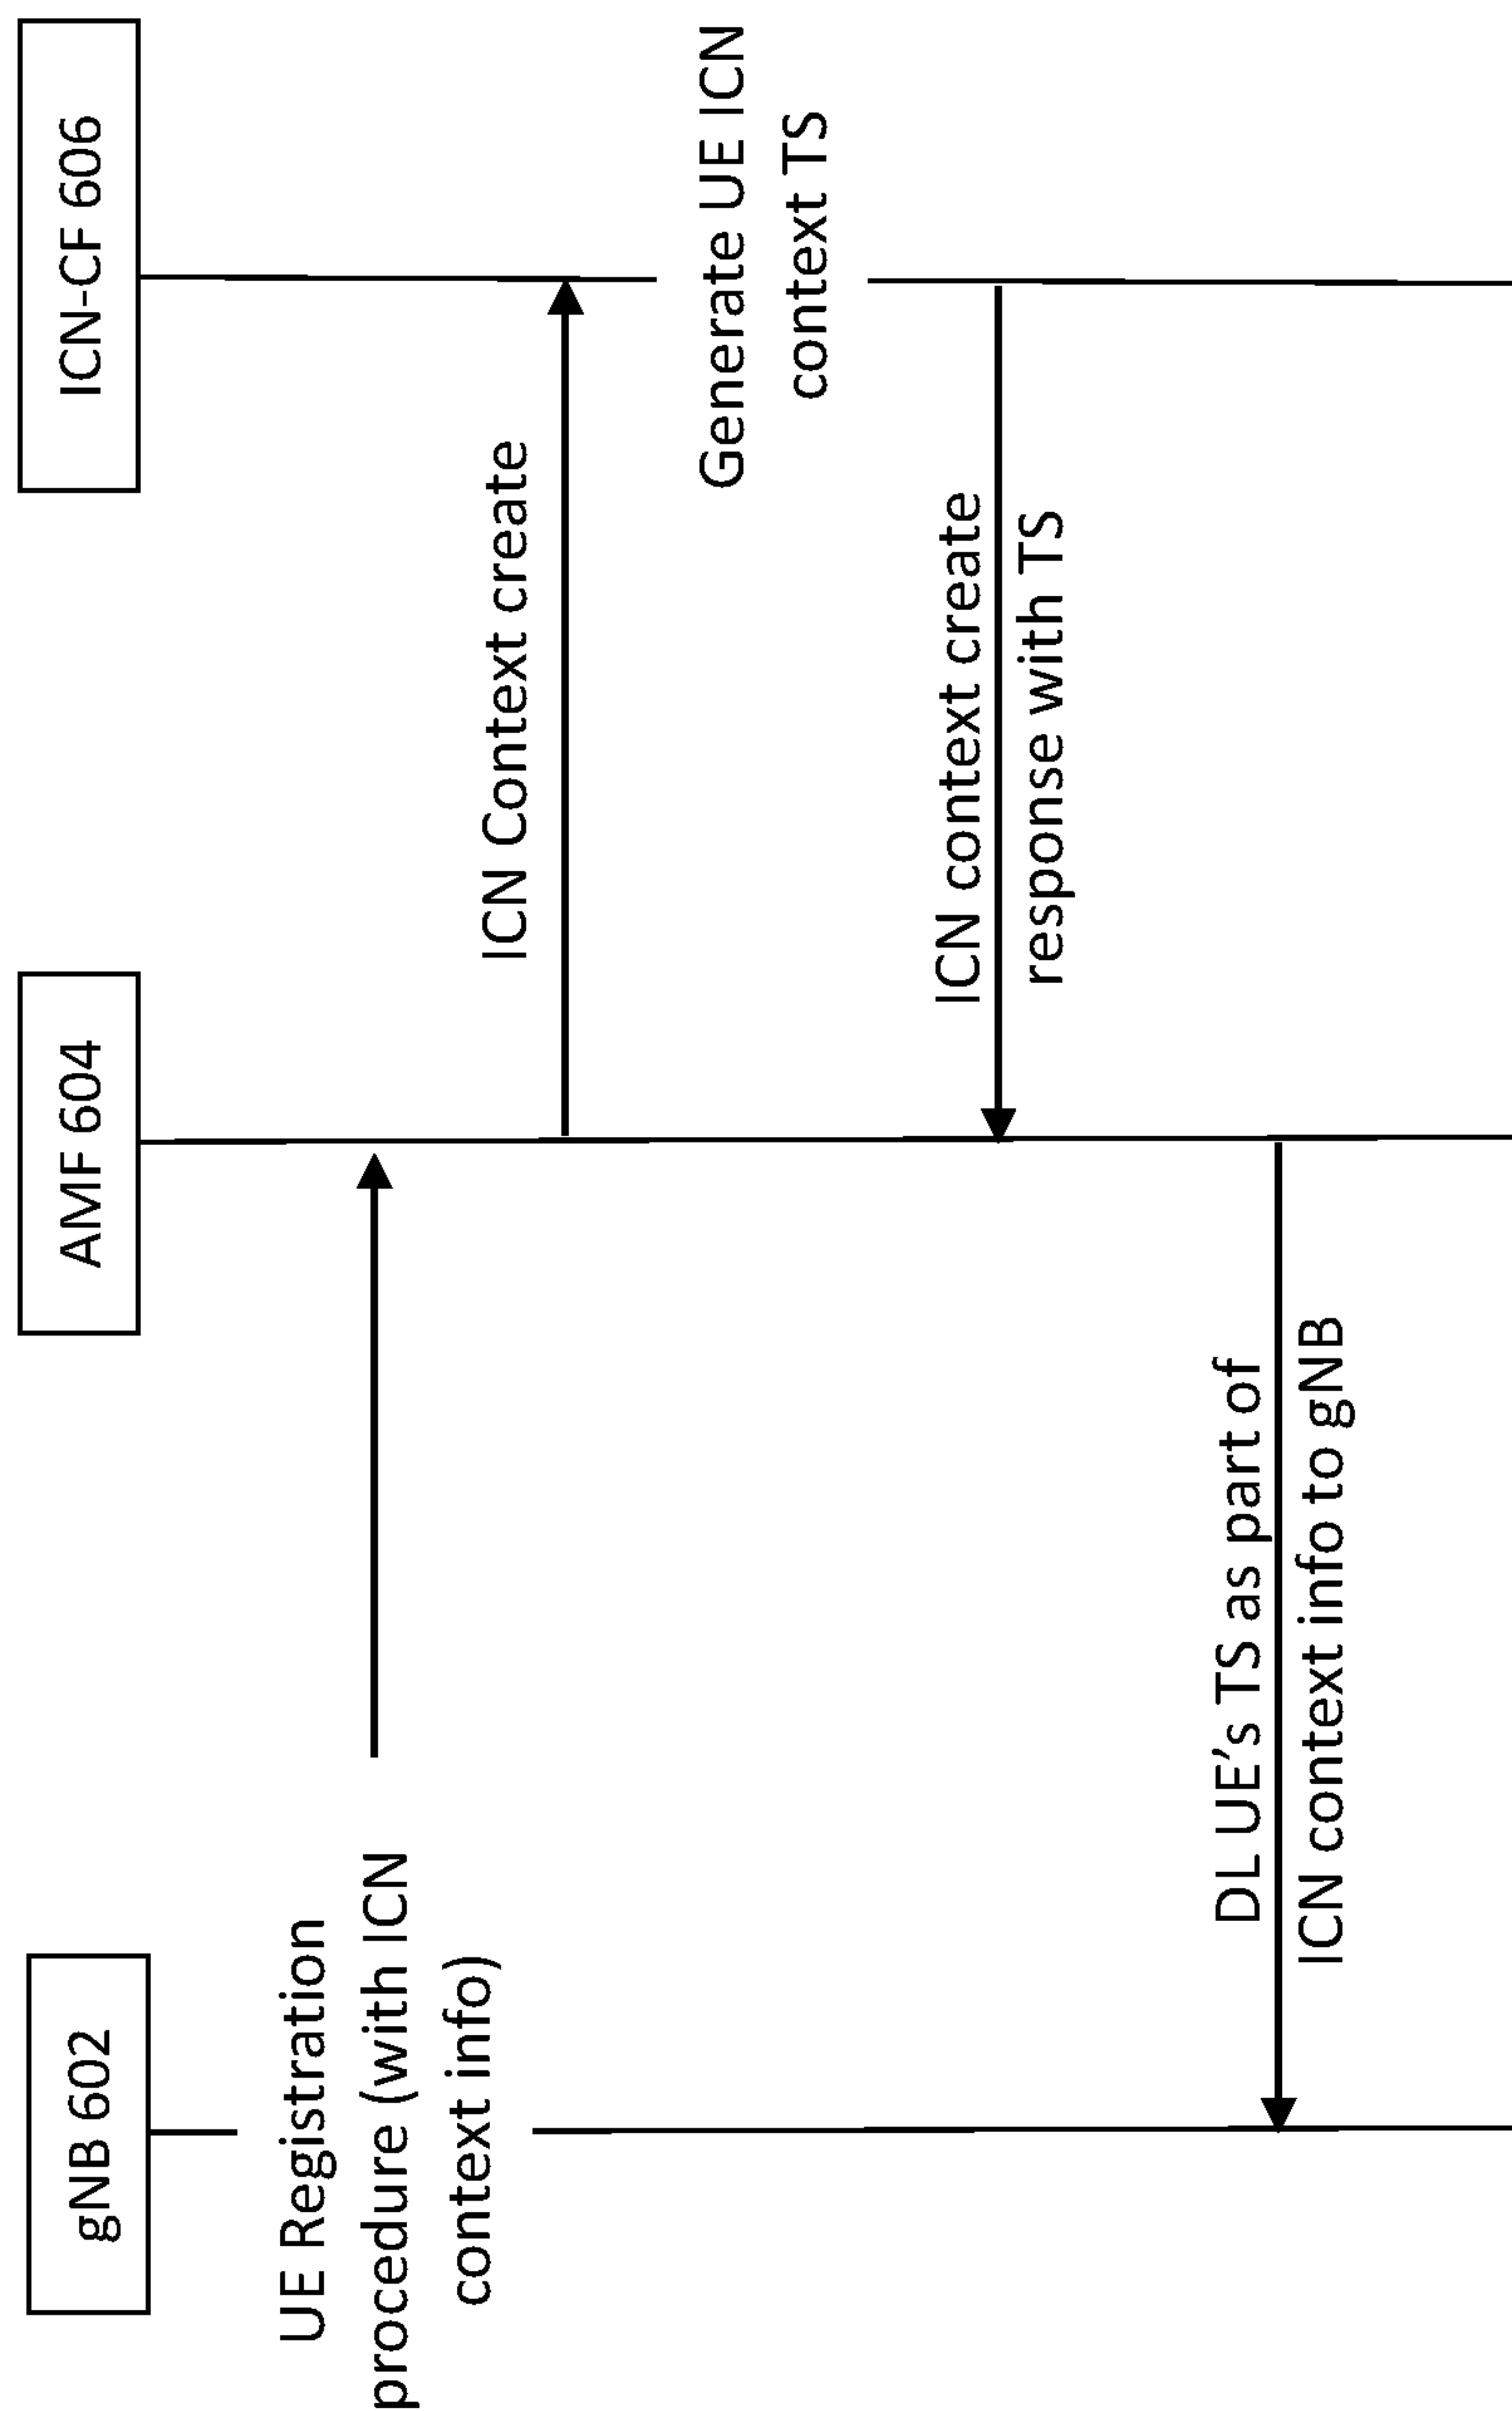 gNB 602
AMF 604
ICN-CF 606
UE Registration
procedure (with ICN
context info)
ICN Context create
Generate UE ICN
context TS
ICN context create
response with TS
DL UE’s TS as part of
ICN context info to gNB